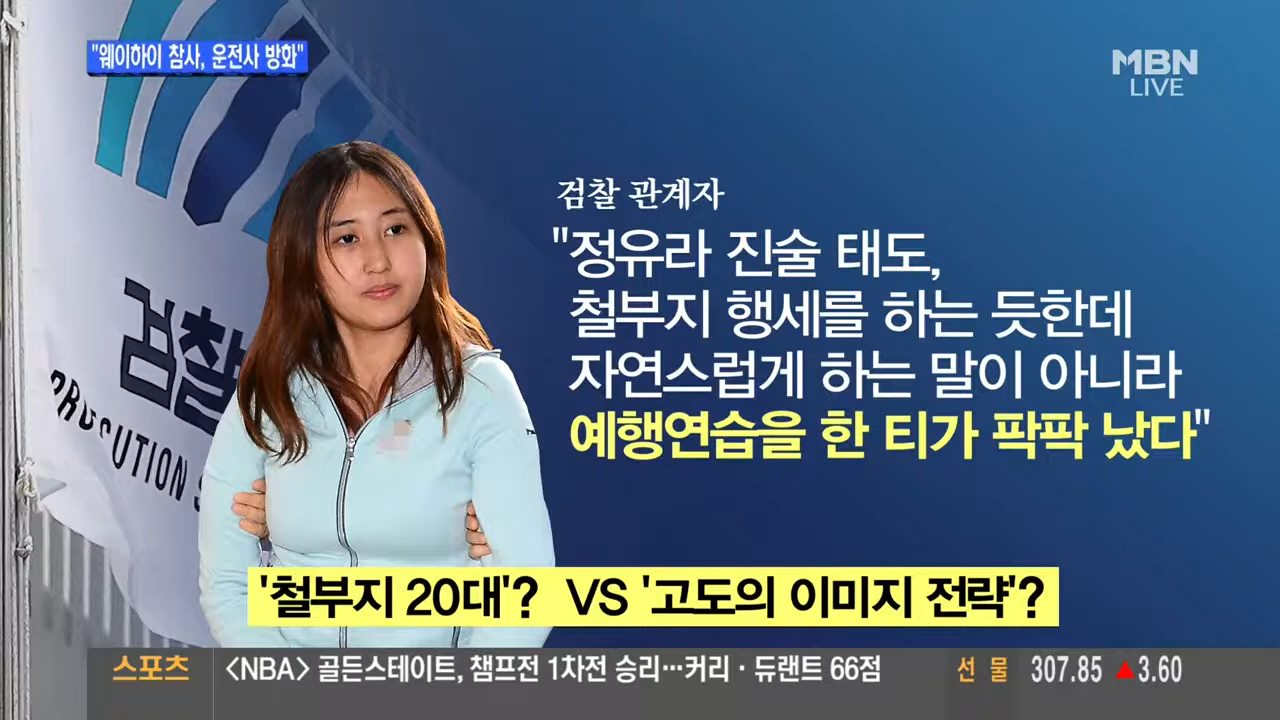 "웨이하이 참사, 운전사 방화"
MBN
LIVE
검찰 관계자
"정유라 진술 태도,
철부지 행세를 하는 듯한데
자연스럽게 하는 말이 아니라
예행연습을 한 티가 팍팍 났다"
검찰
'철부지 20대'? VS '고도의 이미지 전략'?
스포츠 <NBA> 골든스테이트, 챔프전 1차전 승리…커리·듀랜트 66점 선물 307.85 ▲3.60